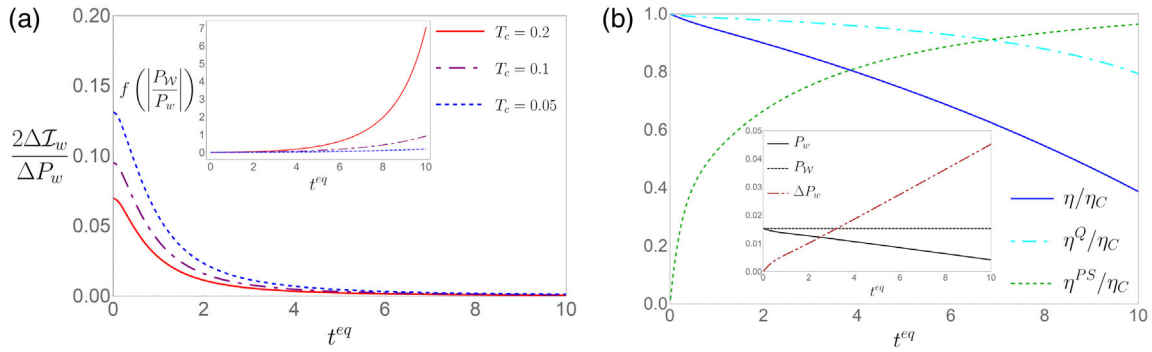 (a)
0.20
0.15
0.10
0.05
0.00
0 2 4 6 8 10
t^{eq}
2Δ𝓘_w / ΔP_w
7
6
5
4
3
2
1
0
0 2 4 6 8 10
t^{eq}
f (|P_𝒲 / P_w|)
T_c = 0.2
T_c = 0.1
T_c = 0.05
(b)
1.0
0.8
0.6
0.4
0.2
0.0
0 2 4 6 8 10
t^{eq}
0.05
0.04
0.03
0.02
0.01
0.00
0 2 4 6 8 10
t^{eq}
P_w
P_𝒲
ΔP_w
η/η_C
η^Q/η_C
η^{PS}/η_C